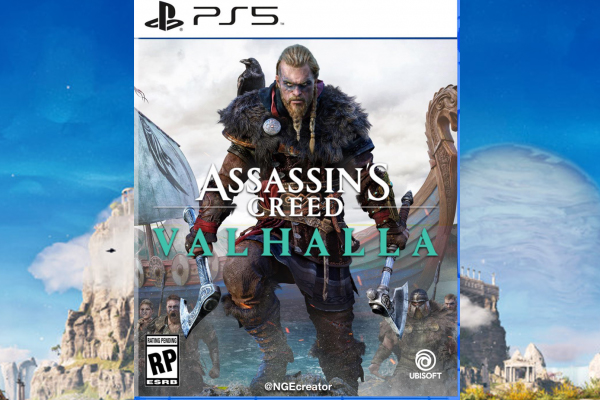 PS5
ASSASSIN'S
CREED
VALHALLA
RATING PENDING
RP
ESRB
@NGEcreator
UBISOFT